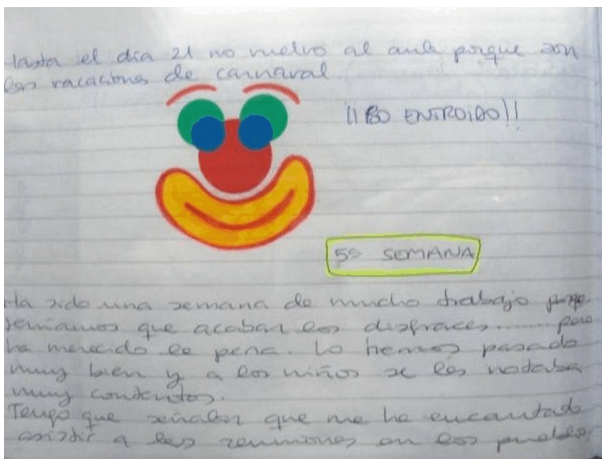 Hasta el día 21 no vuelvo al aula porque son
las vacaciones de carnaval
¡¡BO ENTROIDO!!
5ª SEMANA
Ha sido una semana de mucho trabajo porque
teníamos que acabar los disfraces...... pero
ha merecido la pena. Lo hemos pasado
muy bien y a los niños se les notaba
muy contentos.
Tengo que señalar que me ha encantado
asistir a las reuniones en los pueblos,